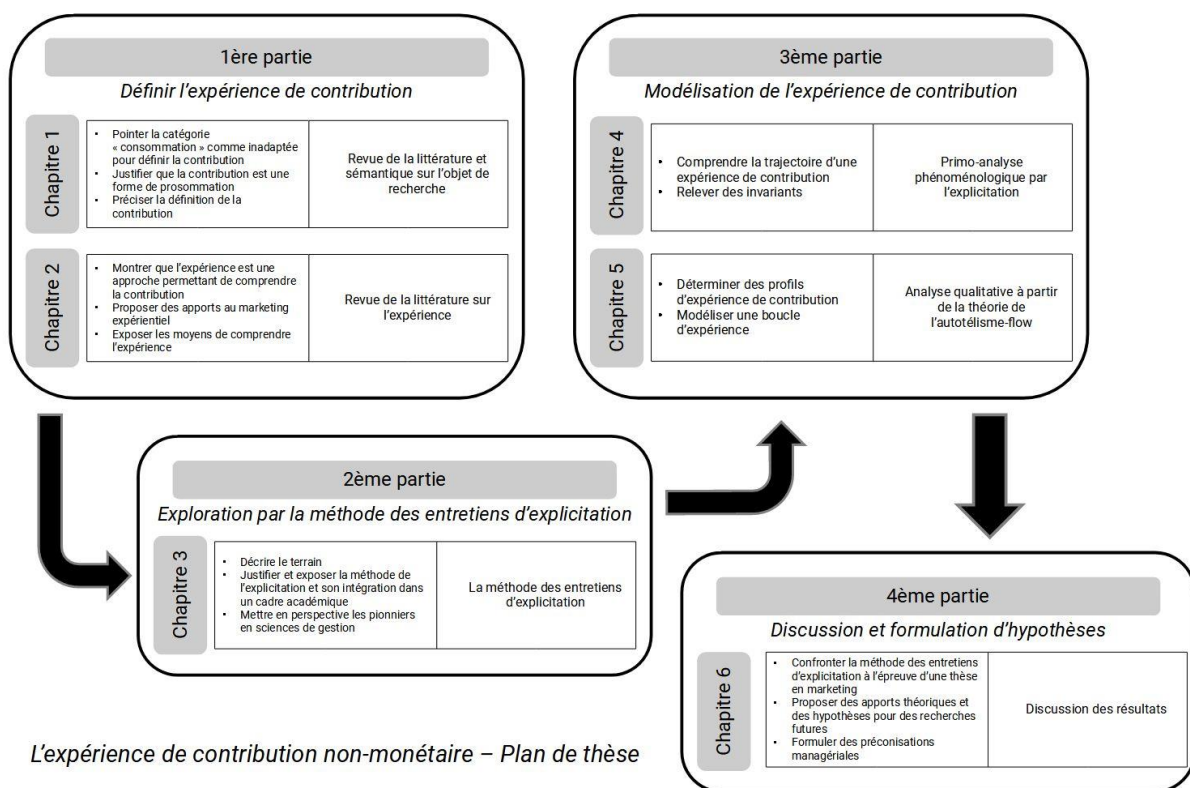 1ère partie
Définir l'expérience de contribution
Chapitre 1
• Pointer la catégorie
« consommation » comme inadaptée
pour définir la contribution
• Justifier que la contribution est une
forme de prosommation
• Préciser la définition de la
contribution
Revue de la littérature et
sémantique sur l'objet de
recherche
Chapitre 2
• Montrer que l'expérience est une
approche permettant de comprendre
la contribution
• Proposer des apports au marketing
expérientiel
• Exposer les moyens de comprendre
l'expérience
Revue de la littérature sur
l'expérience
2ème partie
Exploration par la méthode des entretiens d'explicitation
Chapitre 3
• Décrire le terrain
• Justifier et exposer la méthode de
l'explicitation et son intégration dans
un cadre académique
• Mettre en perspective les pionniers
en sciences de gestion
La méthode des entretiens
d'explicitation
3ème partie
Modélisation de l'expérience de contribution
Chapitre 4
• Comprendre la trajectoire d'une
expérience de contribution
• Relever des invariants
Primo-analyse
phénoménologique par
l'explicitation
Chapitre 5
• Déterminer des profils
d'expérience de contribution
• Modéliser une boucle
d'expérience
Analyse qualitative à partir
de la théorie de
l'autotélisme-flow
4ème partie
Discussion et formulation d'hypothèses
Chapitre 6
• Confronter la méthode des entretiens
d'explicitation à l'épreuve d'une thèse
en marketing
• Proposer des apports théoriques et
des hypothèses pour des recherches
futures
• Formuler des préconisations
managériales
Discussion des résultats
L'expérience de contribution non-monétaire – Plan de thèse